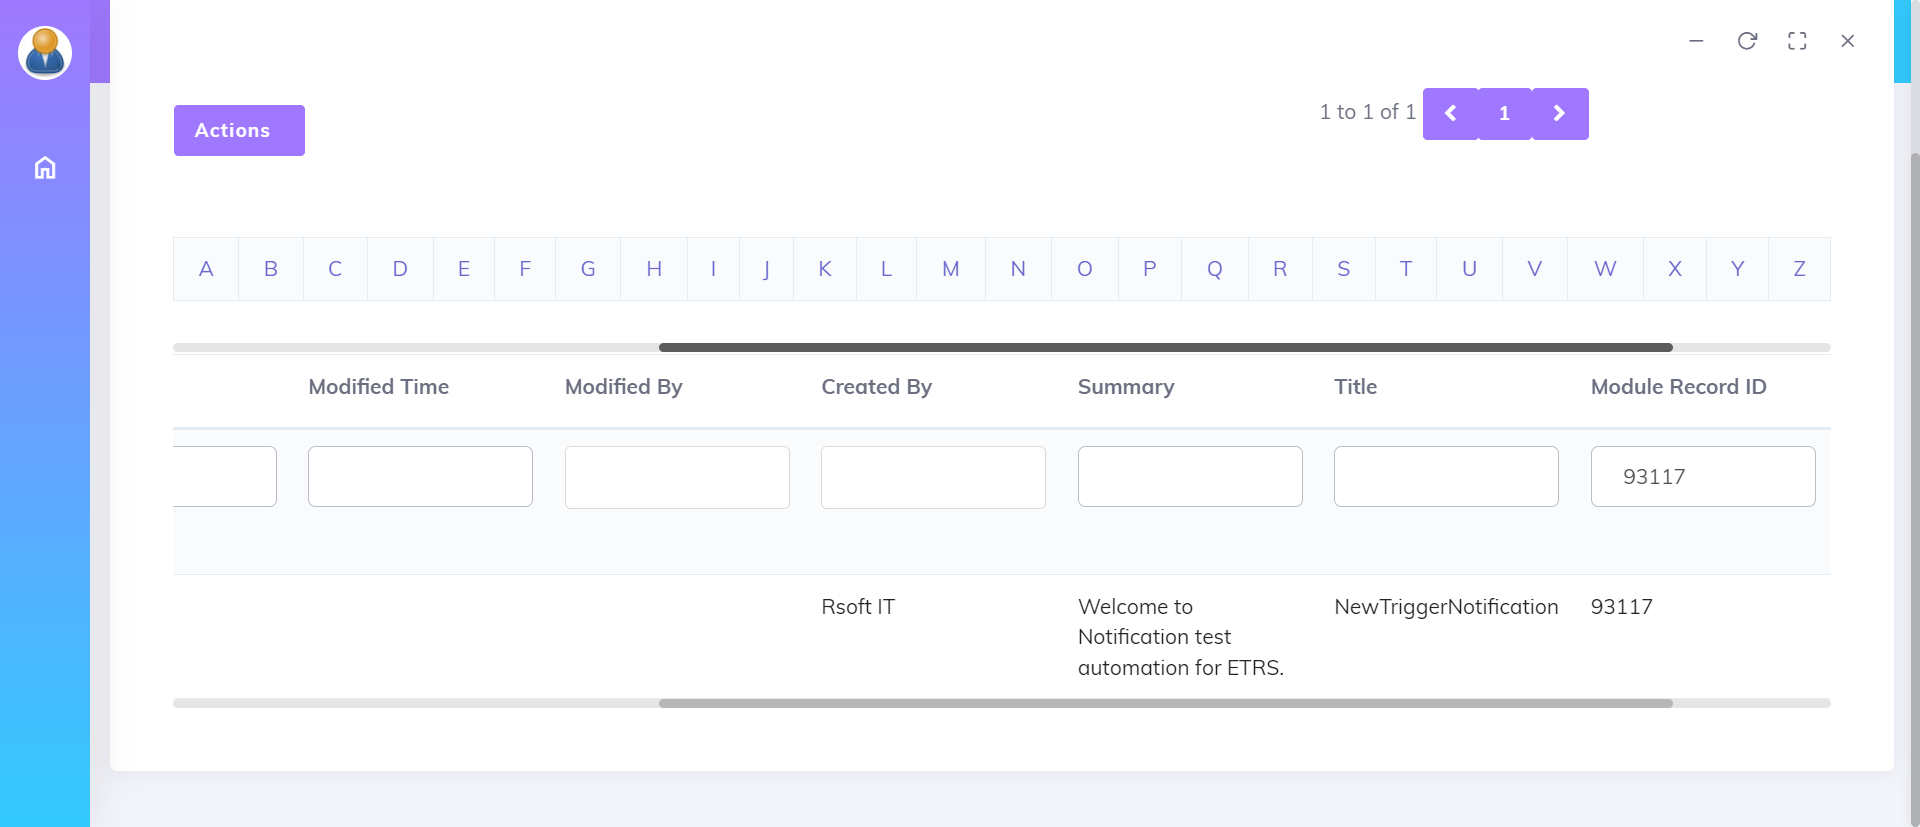 Actions
1 to 1 of 1
1
A B C D E F G H I J K L M N O P Q R S T U V W X Y Z
Modified Time Modified By Created By Summary Title Module Record ID
93117
Rsoft IT Welcome to NewTriggerNotification 93117
Notification test
automation for ETRS.